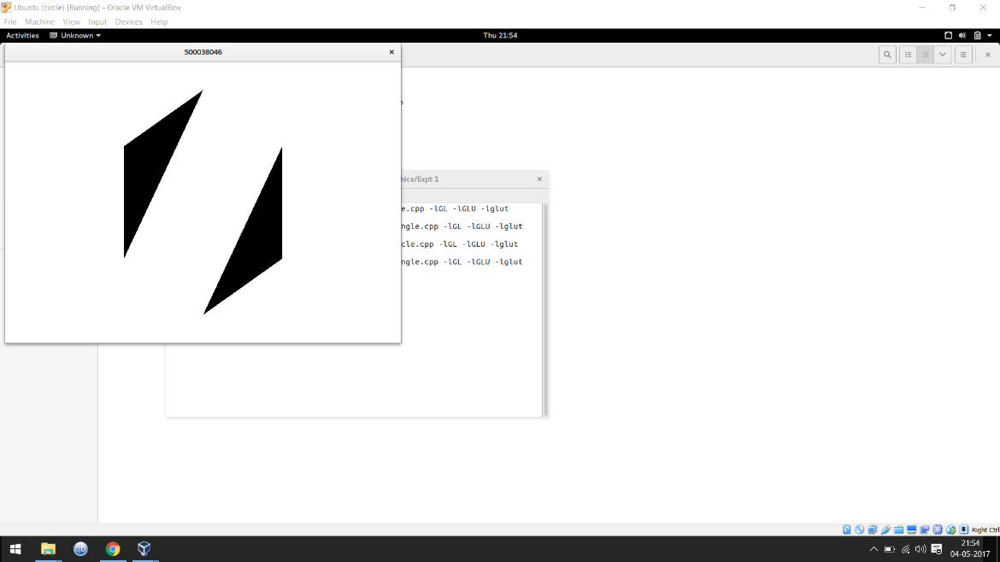 Ubuntu (circle) [Running] - Oracle VM VirtualBox
File Machine View Input Devices Help
Activities Unknown Thu 21:54
500038046
hics/Expt 1
e.cpp -lGL -lGLU -lglut
ngle.cpp -lGL -lGLU -lglut
cle.cpp -lGL -lGLU -lglut
ngle.cpp -lGL -lGLU -lglut
Right Ctrl
21:54
04-05-2017